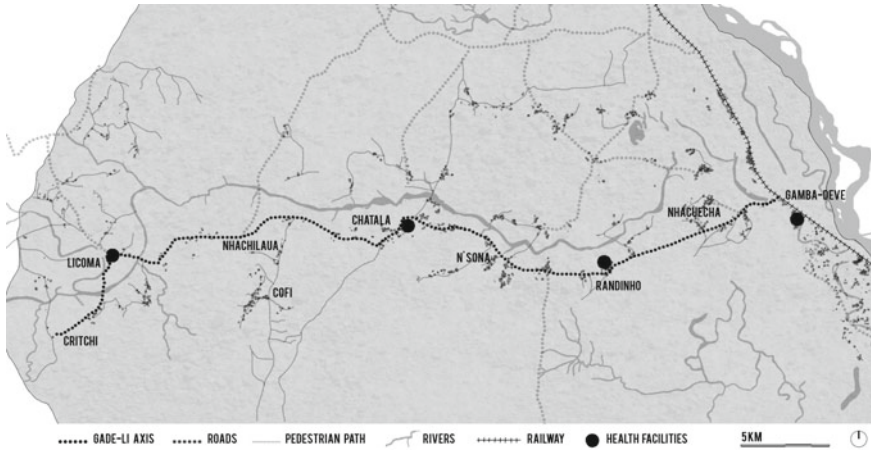 GAMBA-DEVE
NHACUECHA
CHATALA
NHACHILAUA
N'SONA
LICOMA
RANDINHO
COFI
CRITCHI
GADE-LI AXIS ROADS PEDESTRIAN PATH RIVERS RAILWAY HEALTH FACILITIES 5KM